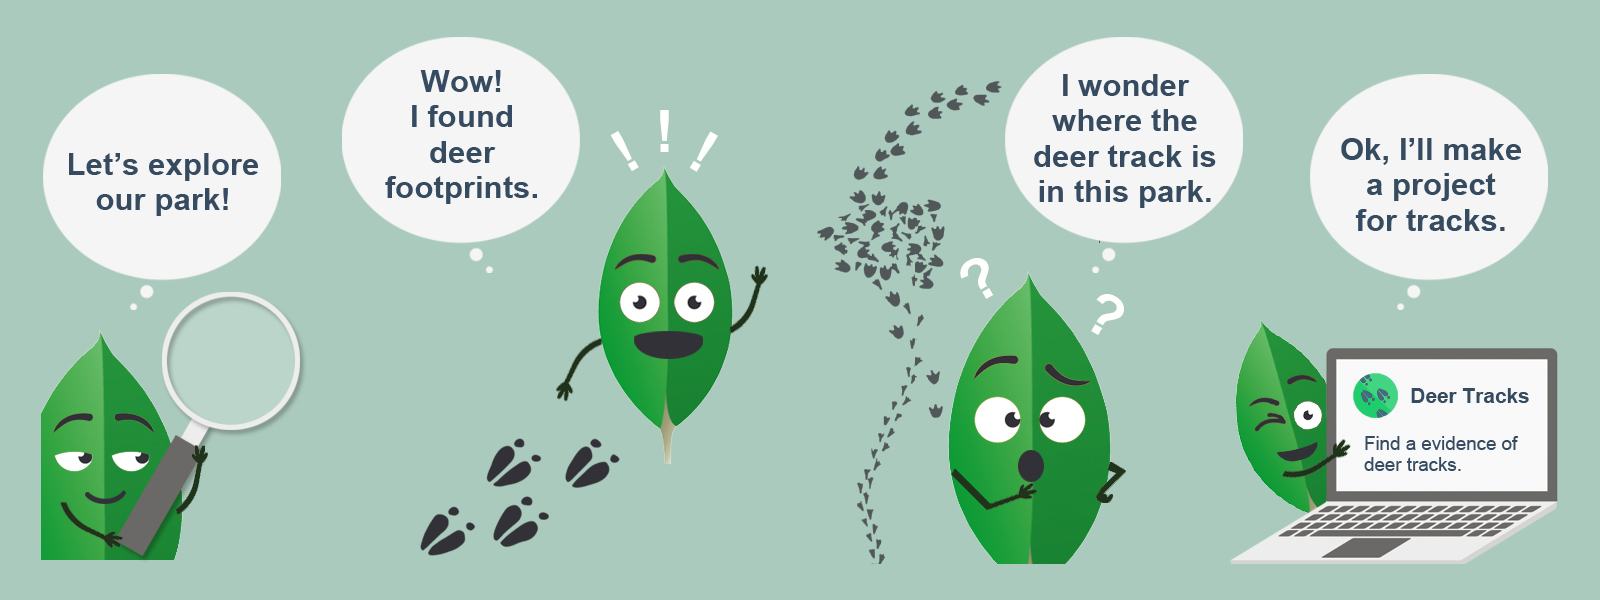 Let's explore
our park!
Wow!
I found
deer
footprints.
! ! !
I wonder
where the
deer track is
in this park.
? ?
Ok, I'll make
a project
for tracks.
Deer Tracks
Find a evidence of
deer tracks.